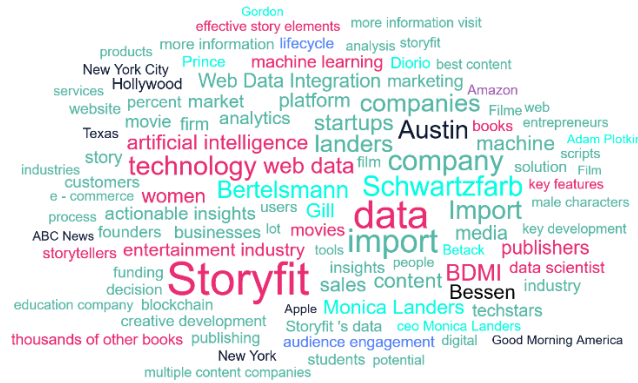 Gordon
effective story elements more information visit
products more information lifecycle analysis storyfit
New York City Prince machine learning Diorio best content
services Hollywood Web Data Integration marketing Amazon
website percent market platform companies Filme web
Texas movie firm analytics startups Austin books entrepreneurs
artificial intelligence landers machine Adam Plotkin
story technology web data film company solution scripts
industries customers Bertelsmann Schwartzfarb key features Film
e - commerce women users Gill data Import male characters
process actionable insights
ABC News founders businesses lot movies import media key development
storytellers entertainment industry tools people Betack publishers
funding Storyfit insights BDMI data scientist
decision sales content Bessen industry
education company blockchain Apple Monica Landers techstars
creative development Storyfit 's data ceo Monica Landers
thousands of other books publishing audience engagement digital Good Morning America
New York students potential
multiple content companies